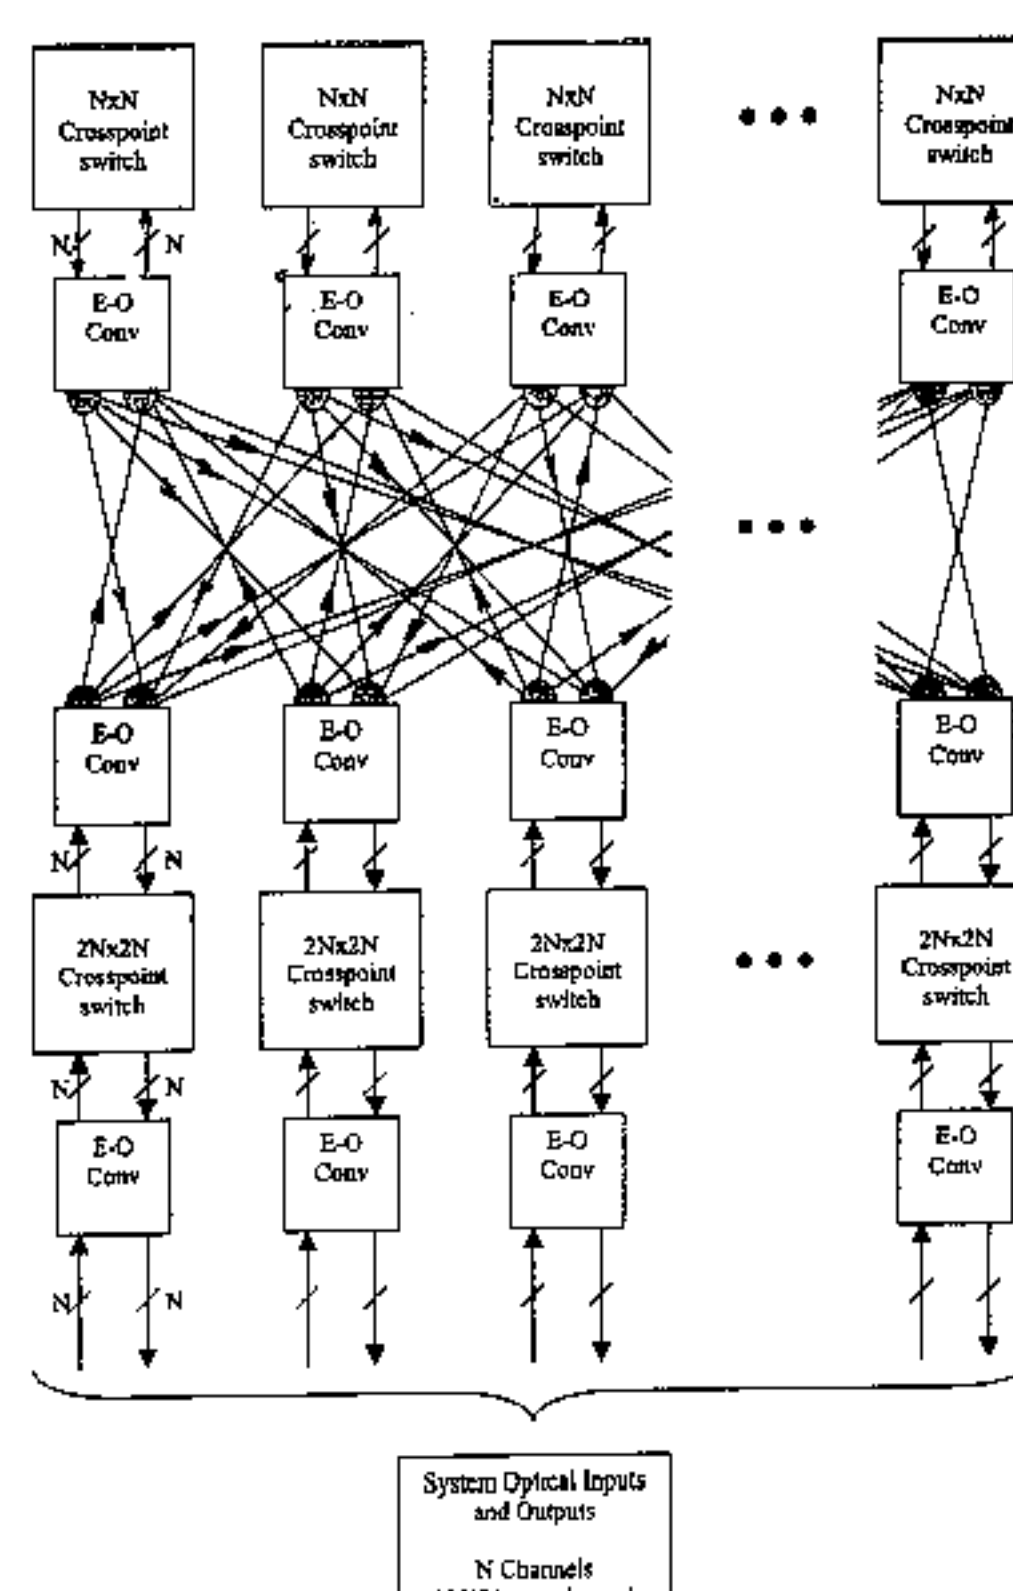 NxN
Crosspoint
switch
NxN
Crosspoint
switch
NxN
Crosspoint
switch
NxN
Crosspoint
switch
N N
E-O
Conv
E-O
Conv
E-O
Conv
E-O
Conv
E-O
Conv
E-O
Conv
E-O
Conv
E-O
Conv
N N
2Nx2N
Crosspoint
switch
2Nx2N
Crosspoint
switch
2Nx2N
Crosspoint
switch
2Nx2N
Crosspoint
switch
N N
E-O
Conv
E-O
Conv
E-O
Conv
E-O
Conv
N N
System Optical Inputs
and Outputs
N Channels